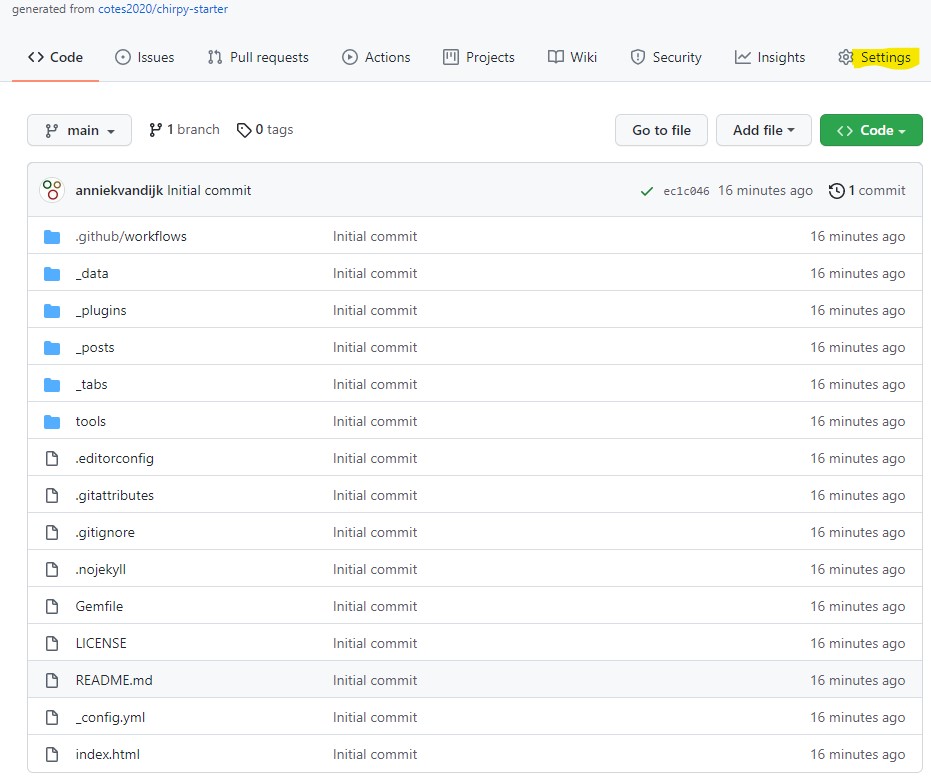 generated from cotes2020/chirpy-starter
<> Code Issues Pull requests Actions Projects Wiki Security Insights Settings
main 1 branch 0 tags Go to file Add file <> Code
anniekvandijk Initial commit ec1c046 16 minutes ago 1 commit
.github/workflows Initial commit 16 minutes ago
_data Initial commit 16 minutes ago
_plugins Initial commit 16 minutes ago
_posts Initial commit 16 minutes ago
_tabs Initial commit 16 minutes ago
tools Initial commit 16 minutes ago
.editorconfig Initial commit 16 minutes ago
.gitattributes Initial commit 16 minutes ago
.gitignore Initial commit 16 minutes ago
.nojekyll Initial commit 16 minutes ago
Gemfile Initial commit 16 minutes ago
LICENSE Initial commit 16 minutes ago
README.md Initial commit 16 minutes ago
_config.yml Initial commit 16 minutes ago
index.html Initial commit 16 minutes ago